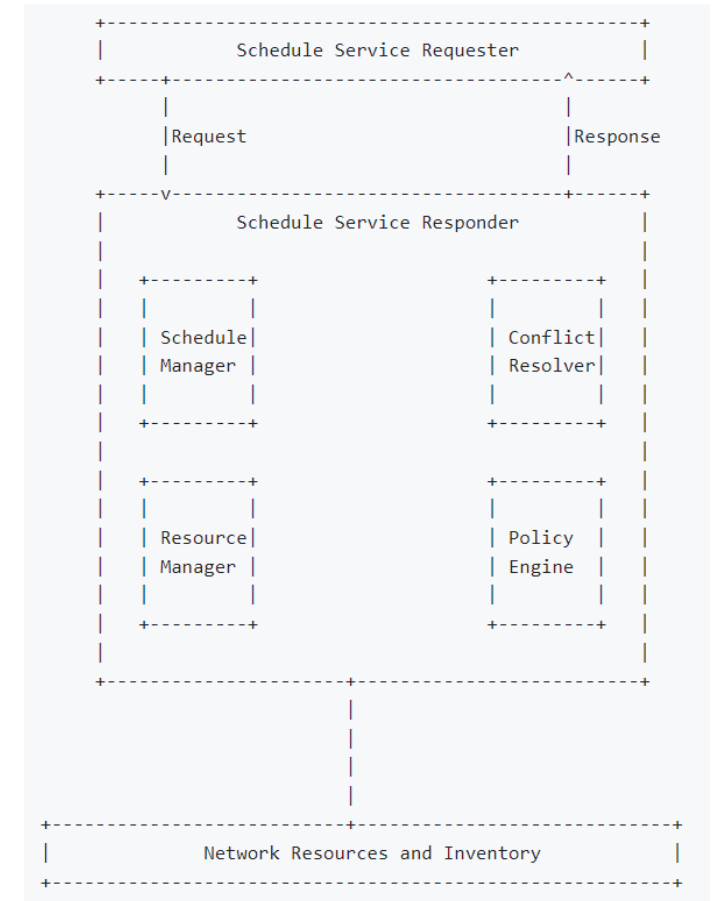 Schedule Service Requester
Request
Response
Schedule Service Responder
Schedule
Manager
Conflict
Resolver
Resource
Manager
Policy
Engine
Network Resources and Inventory